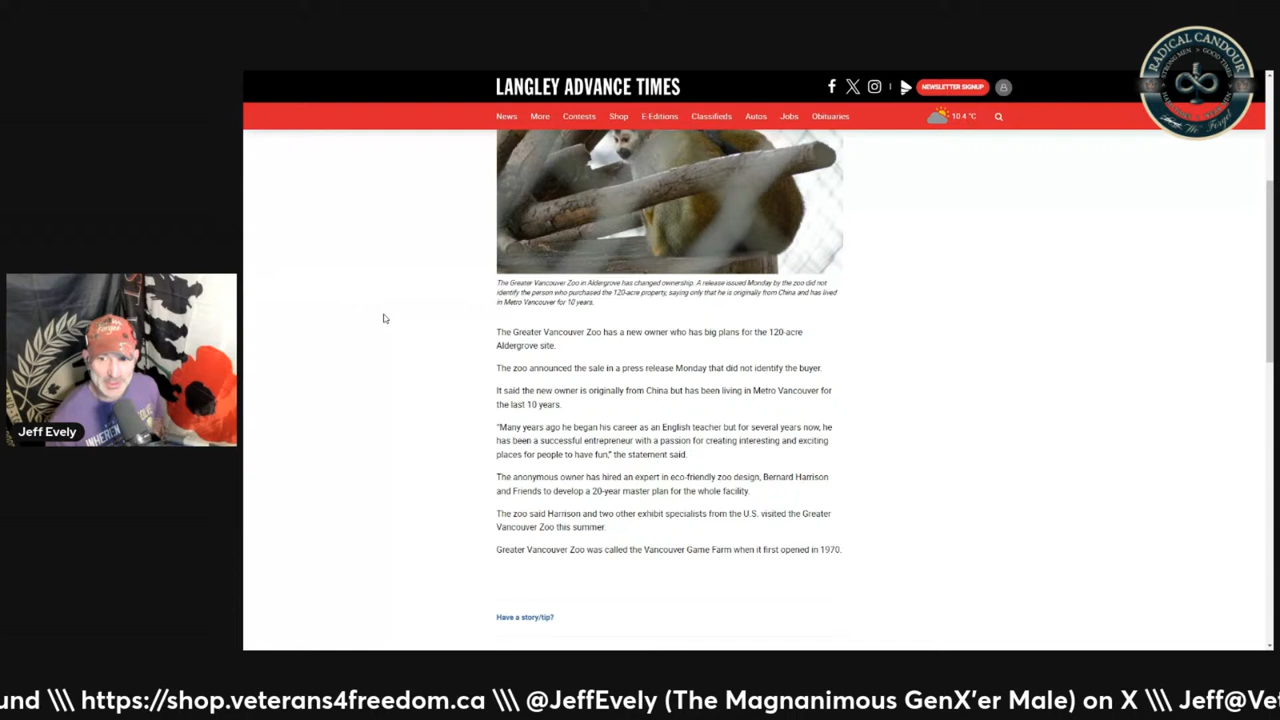 RADICAL CANDOUR
LANGLEY ADVANCE TIMES
NEWSLETTER SIGNUP
News More Contests Shop E-Editions Classifieds Autos Jobs Obituaries 10.4 °C
The Greater Vancouver Zoo in Aldergrove has changed ownership. A release issued Monday by the zoo did not
identify the person who purchased the 120-acre property, saying only that he is originally from China and has lived
in Metro Vancouver for 10 years.
The Greater Vancouver Zoo has a new owner who has big plans for the 120-acre
Aldergrove site.
The zoo announced the sale in a press release Monday that did not identify the buyer.
It said the new owner is originally from China but has been living in Metro Vancouver for
the last 10 years.
“Many years ago he began his career as an English teacher but for several years now, he
has been a successful entrepreneur with a passion for creating interesting and exciting
places for people to have fun,” the statement said.
The anonymous owner has hired an expert in eco-friendly zoo design, Bernard Harrison
and Friends to develop a 20-year master plan for the whole facility.
The zoo said Harrison and two other exhibit specialists from the U.S. visited the Greater
Vancouver Zoo this summer.
Greater Vancouver Zoo was called the Vancouver Game Farm when it first opened in 1970.
Jeff Evely
Have a story/tip?
und \\\ https://shop.veterans4freedom.ca \\\ @JeffEvely (The Magnanimous GenX'er Male) on X \\\ Jeff@Ve